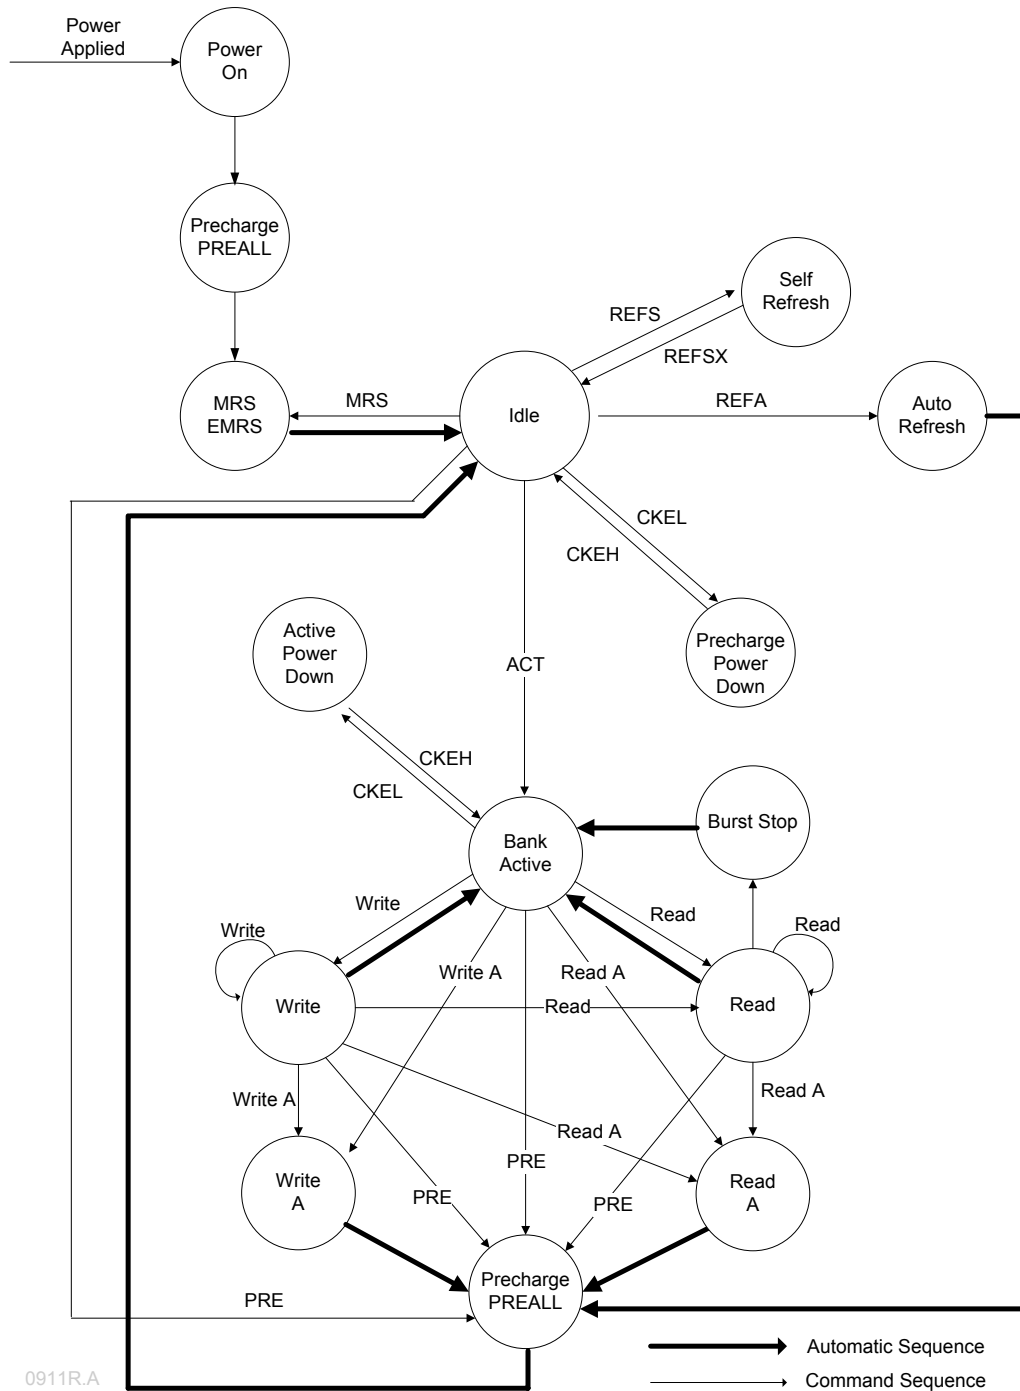 Power
Applied
Power
On
Precharge
PREALL
Self
Refresh
REFS
REFSX
MRS
EMRS
MRS
Idle
REFA
Auto
Refresh
CKEL
CKEH
Active
Power
Down
Precharge
Power
Down
ACT
CKEH
CKEL
Burst Stop
Bank
Active
Write
Read
Write
Read
Write A
Read A
Write
Read
Read
Write A
Read A
Read A
PRE
Write
A
PRE
PRE
Read
A
Precharge
PREALL
PRE
Automatic Sequence
Command Sequence
0911R.A